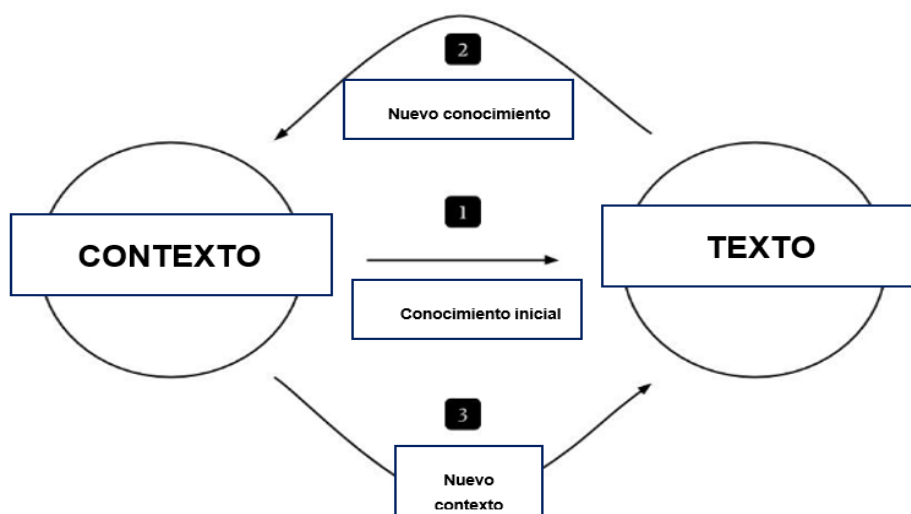 2
Nuevo conocimiento
1
CONTEXTO
TEXTO
Conocimiento inicial
3
Nuevo
contexto